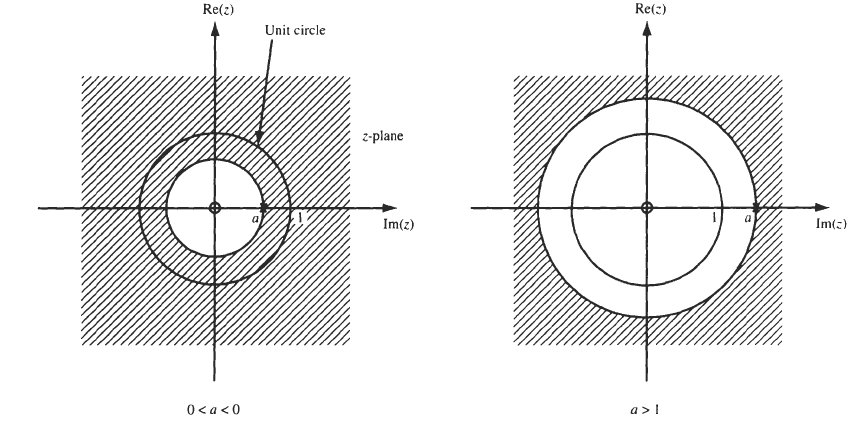 Re(z)
Unit circle
z-plane
a
1
Im(z)
0 < a < 0
Re(z)
1
a
Im(z)
a > 1